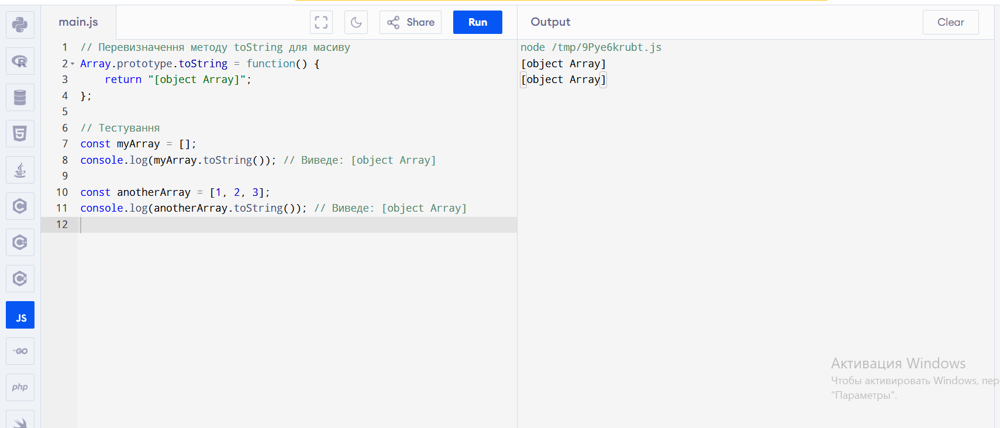 main.js
Share
Run
Output
Clear
1 // Перевизначення методу toString для масиву
2 Array.prototype.toString = function() {
3 return "[object Array]";
4 };
5
6 // Тестування
7 const myArray = [];
8 console.log(myArray.toString()); // Виведе: [object Array]
9
10 const anotherArray = [1, 2, 3];
11 console.log(anotherArray.toString()); // Виведе: [object Array]
12
node /tmp/9Pye6krubt.js
[object Array]
[object Array]
R
5
C
C+
C#
JS
GO
php
Активация Windows
Чтобы активировать Windows, пер
"Параметры".